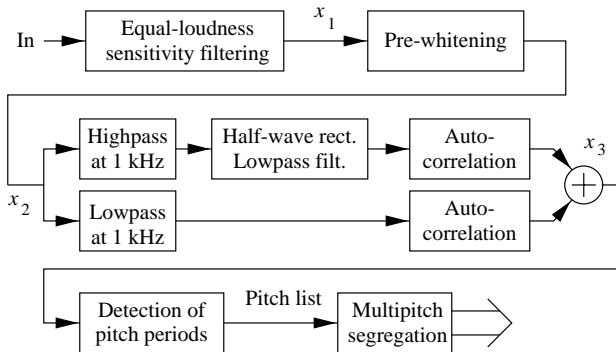 In
Equal-loudness
sensitivity filtering
x1
Pre-whitening
Highpass
at 1 kHz
Half-wave rect.
Lowpass filt.
Auto-
correlation
x3
x2
Lowpass
at 1 kHz
Auto-
correlation
Detection of
pitch periods
Pitch list
Multipitch
segregation